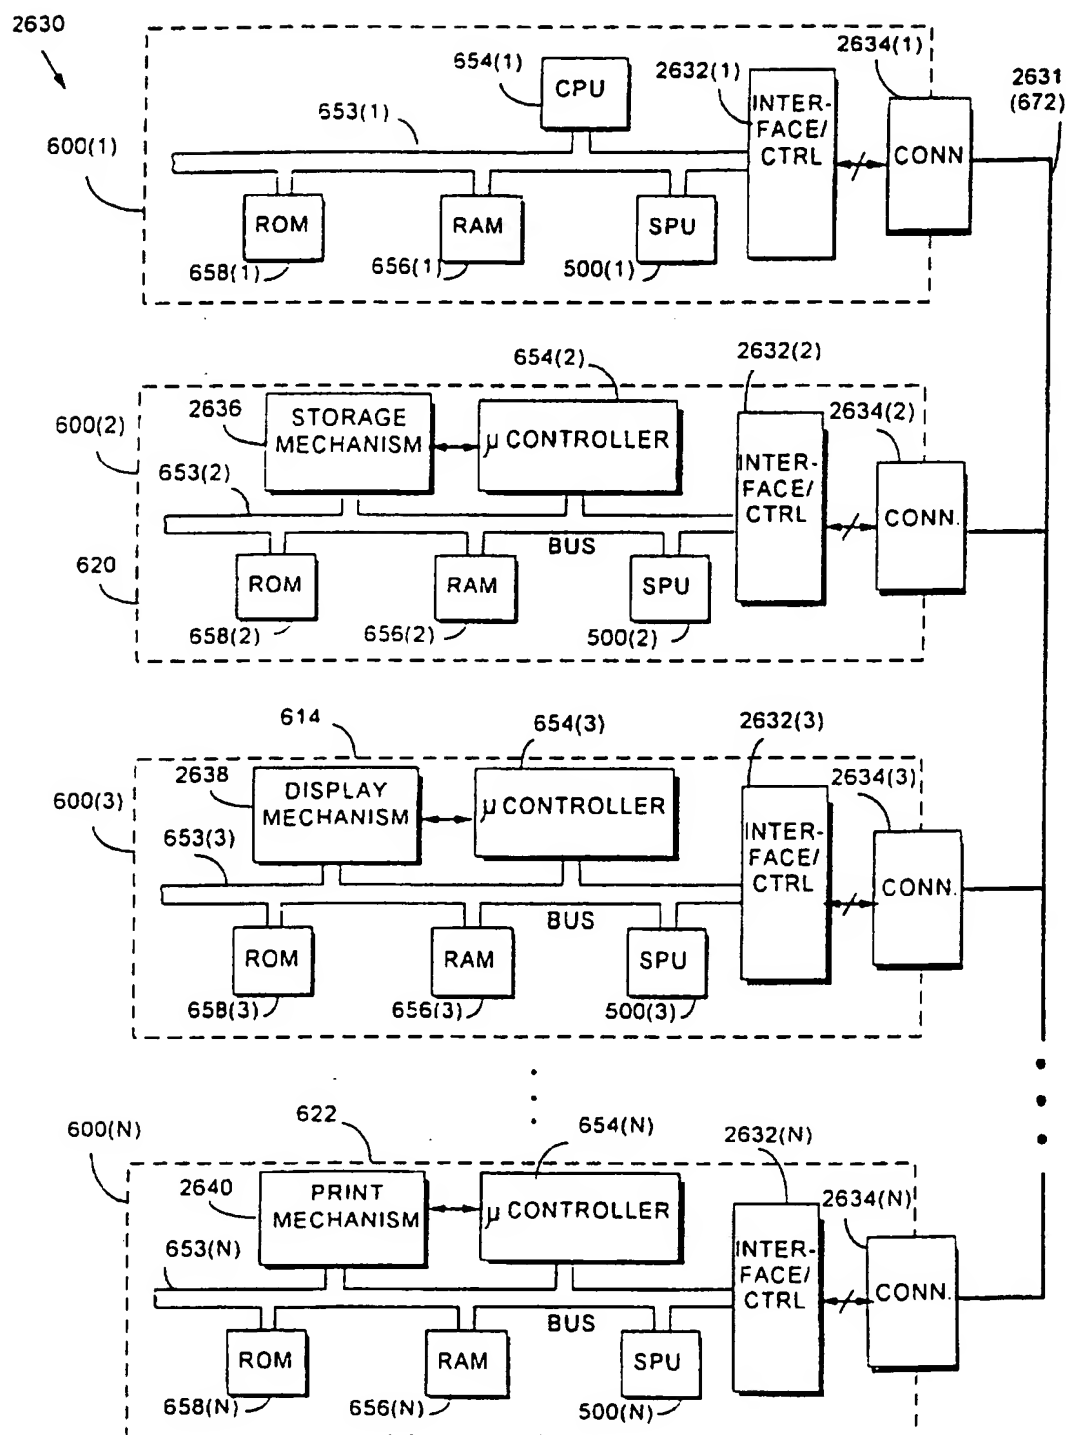 2630
654(1)
2632(1)
2634(1)
2631
(672)
CPU
INTER-
FACE/
CTRL
653(1)
600(1)
CONN
ROM
RAM
SPU
658(1)
656(1)
500(1)
654(2)
2632(2)
2636
STORAGE
MECHANISM
µ CONTROLLER
2634(2)
600(2)
653(2)
INTER-
FACE/
CTRL
CONN.
BUS
620
ROM
RAM
SPU
658(2)
656(2)
500(2)
614
654(3)
2632(3)
2638
DISPLAY
MECHANISM
µ CONTROLLER
2634(3)
600(3)
653(3)
INTER-
FACE/
CTRL
CONN.
BUS
ROM
RAM
SPU
658(3)
656(3)
500(3)
622
654(N)
2632(N)
600(N)
2640
PRINT
MECHANISM
µ CONTROLLER
2634(N)
653(N)
INTER-
FACE/
CTRL
CONN.
BUS
ROM
RAM
SPU
658(N)
656(N)
500(N)